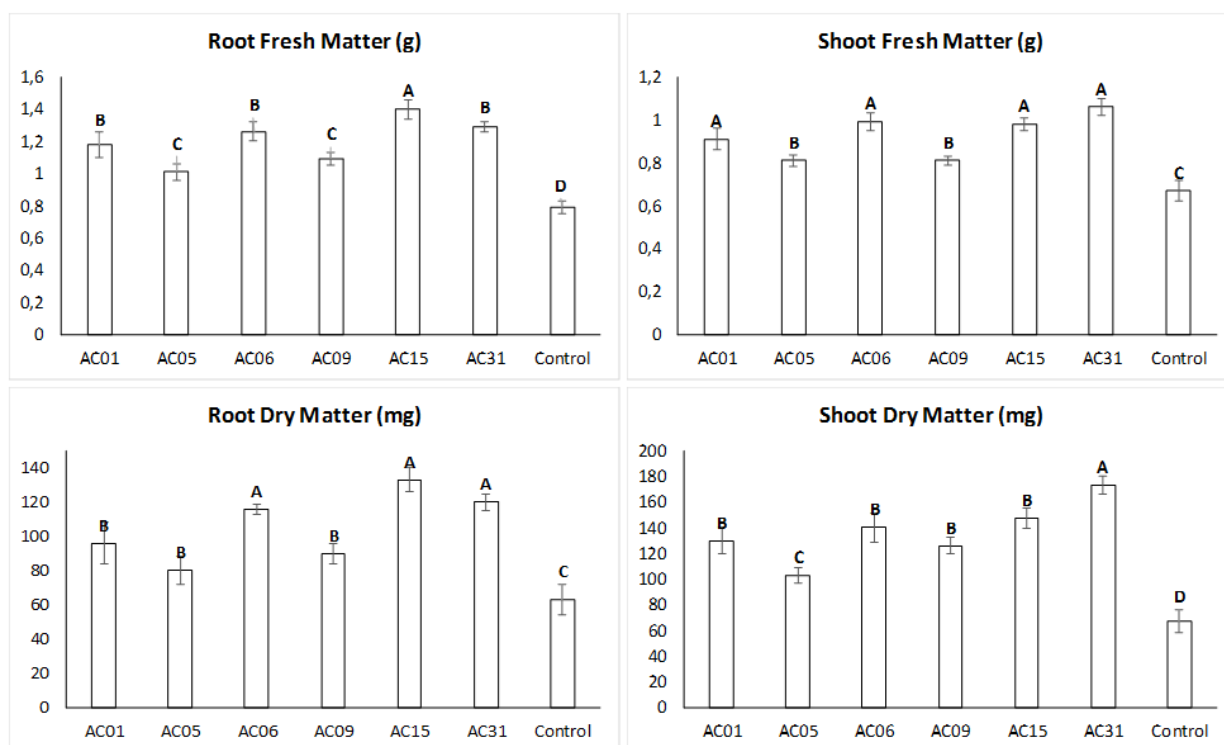 Root Fresh Matter (g)
1,6
1,4
1,2
1
0,8
0,6
0,4
0,2
0
B
C
B
C
A
B
D
AC01 AC05 AC06 AC09 AC15 AC31 Control
Shoot Fresh Matter (g)
1,2
1
0,8
0,6
0,4
0,2
0
A
B
A
B
A
A
C
AC01 AC05 AC06 AC09 AC15 AC31 Control
Root Dry Matter (mg)
140
120
100
80
60
40
20
0
B
B
A
B
A
A
C
AC01 AC05 AC06 AC09 AC15 AC31 Control
Shoot Dry Matter (mg)
200
180
160
140
120
100
80
60
40
20
0
B
C
B
B
B
A
D
AC01 AC05 AC06 AC09 AC15 AC31 Control